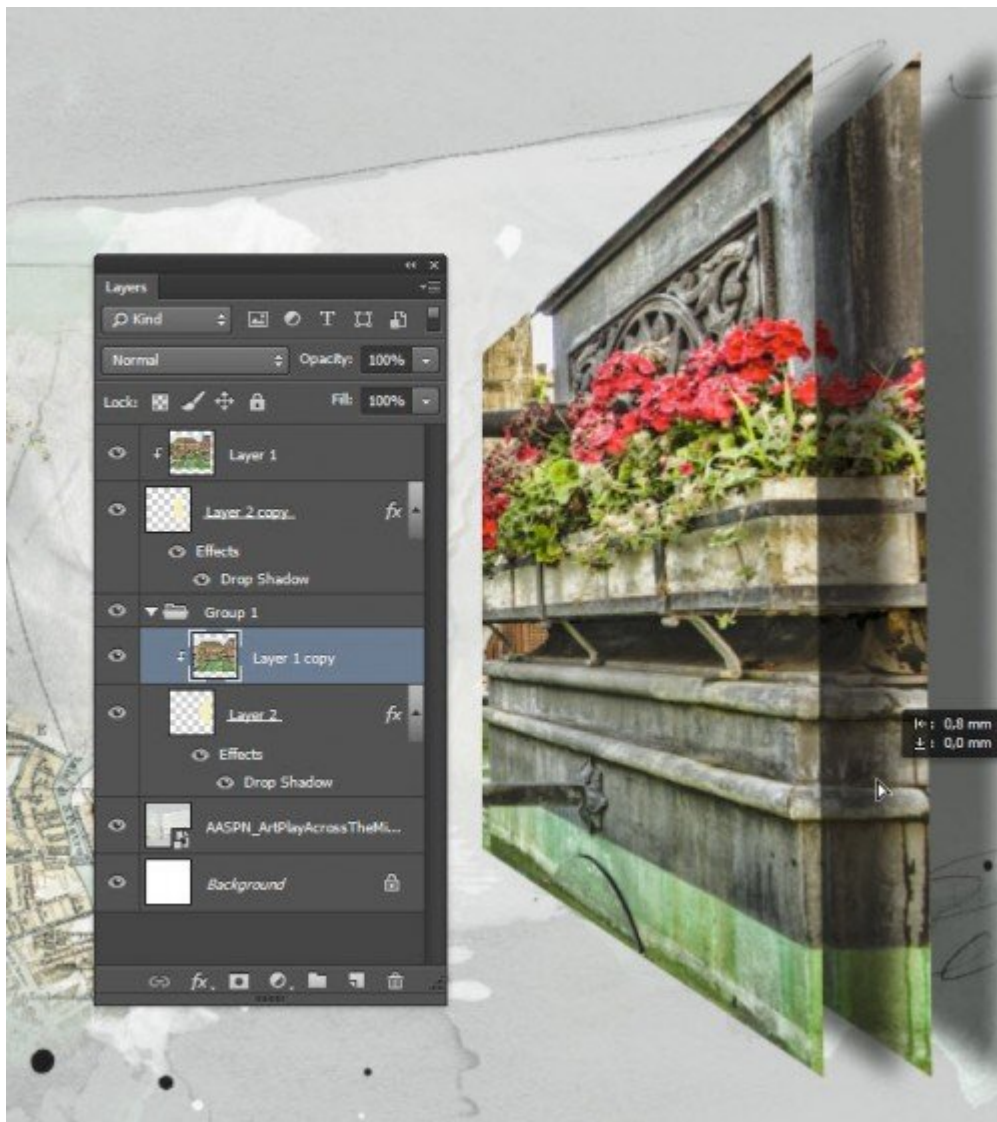 Layers
Kind
Normal Opacity: 100%
Lock: Fill: 100%
Layer 1
Layer 2 copy fx
Effects
Drop Shadow
Group 1
Layer 1 copy
Layer 2 fx
Effects
Drop Shadow
AASPN_ArtPlayAcrossTheMi...
Background
fx.
0,8 mm
0,0 mm